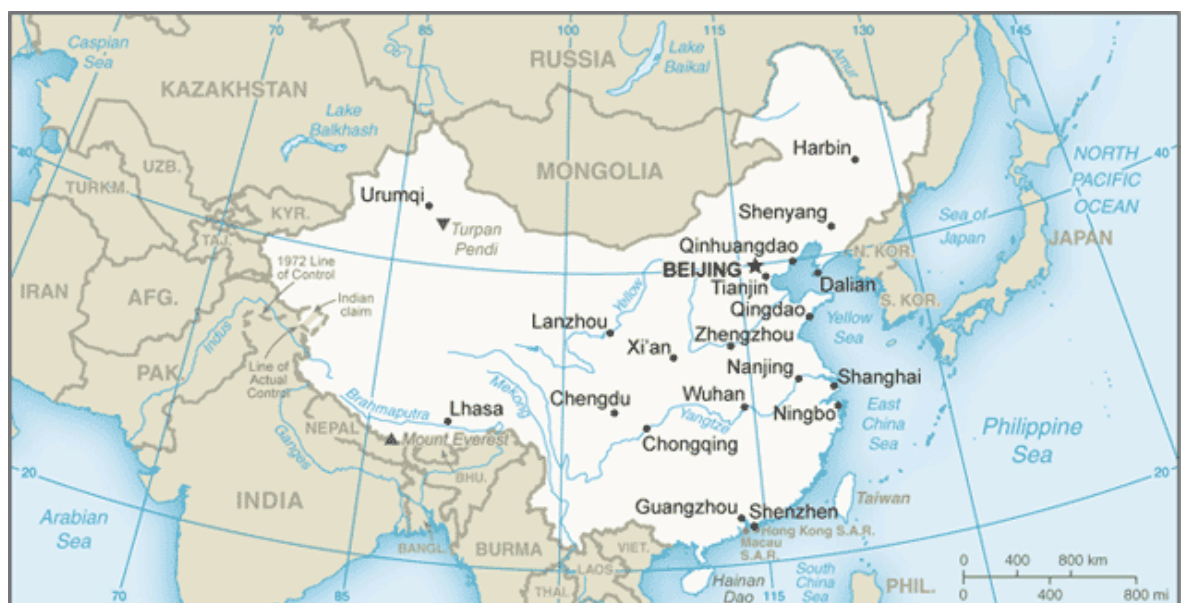 70
85
100
115
130
145
Caspian
Sea
Ob
RUSSIA
Lake
Baikal
Amur
KAZAKHSTAN
Lake
Balkhash
Harbin
40
MONGOLIA
NORTH
PACIFIC
OCEAN
40
UZB.
TURKM.
Urumqi
KYR.
Turpan
Pendi
Shenyang
Sea of
Japan
JAPAN
TAJ.
Qinhuangdao
N. KOR.
1972 Line
of Control
BEIJING
Tianjin
Dalian
IRAN
AFG.
Indian
claim
Yellow
Qingdao
S. KOR.
Lanzhou
Yellow
Sea
Indus
Zhengzhou
Xi'an
Line of
Actual
Control
PAK.
Nanjing
Shanghai
Mekong
Chengdu
Wuhan
Ningbo
East
China
Sea
Brahmaputra
Lhasa
Yangtze
Philippine
Sea
NEPAL
Mount Everest
Chongqing
Ganges
BHU.
20
20
INDIA
Guangzhou
Shenzhen
Taiwan
Arabian
Sea
BANGL.
BURMA
VIET.
Hong Kong S.A.R.
Macau
S.A.R.
LAOS
THAI.
Hainan
Dao
South
China
Sea
PHIL.
0 400 800 km
0 400 800 mi
70
85
115